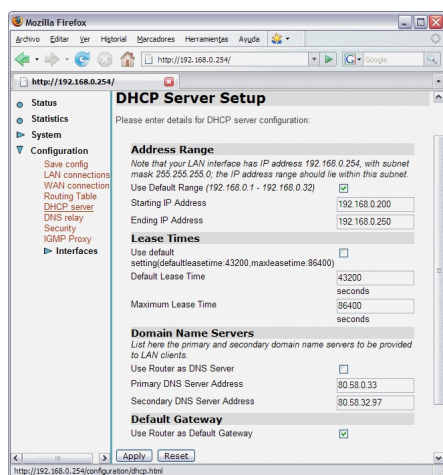 Mozilla Firefox
Archivo Editar Ver Historial Marcadores Herramientas Ayuda
http://192.168.0.254/
Google
http://192.168.0.254/
Status
Statistics
System
Configuration
Save config
LAN connections
WAN connection
Routing Table
DHCP server
DNS relay
Security
IGMP Proxy
Interfaces
DHCP Server Setup
Please enter details for DHCP server configuration:
Address Range
Note that your LAN interface has IP address 192.168.0.254, with subnet
mask 255.255.255.0; the IP address range should lie within this subnet.
Use Default Range (192.168.0.1 - 192.168.0.32)
Starting IP Address 192.168.0.200
Ending IP Address 192.168.0.250
Lease Times
Use default
setting(defaultleasetime:43200,maxleasetime:86400)
Default Lease Time 43200
seconds
Maximum Lease Time 86400
seconds
Domain Name Servers
List here the primary and secondary domain name servers to be provided
to LAN clients.
Use Router as DNS Server
Primary DNS Server Address 80.58.0.33
Secondary DNS Server Address 80.58.32.97
Default Gateway
Use Router as Default Gateway
Apply Reset
http://192.168.0.254/configuration/dhcp.html